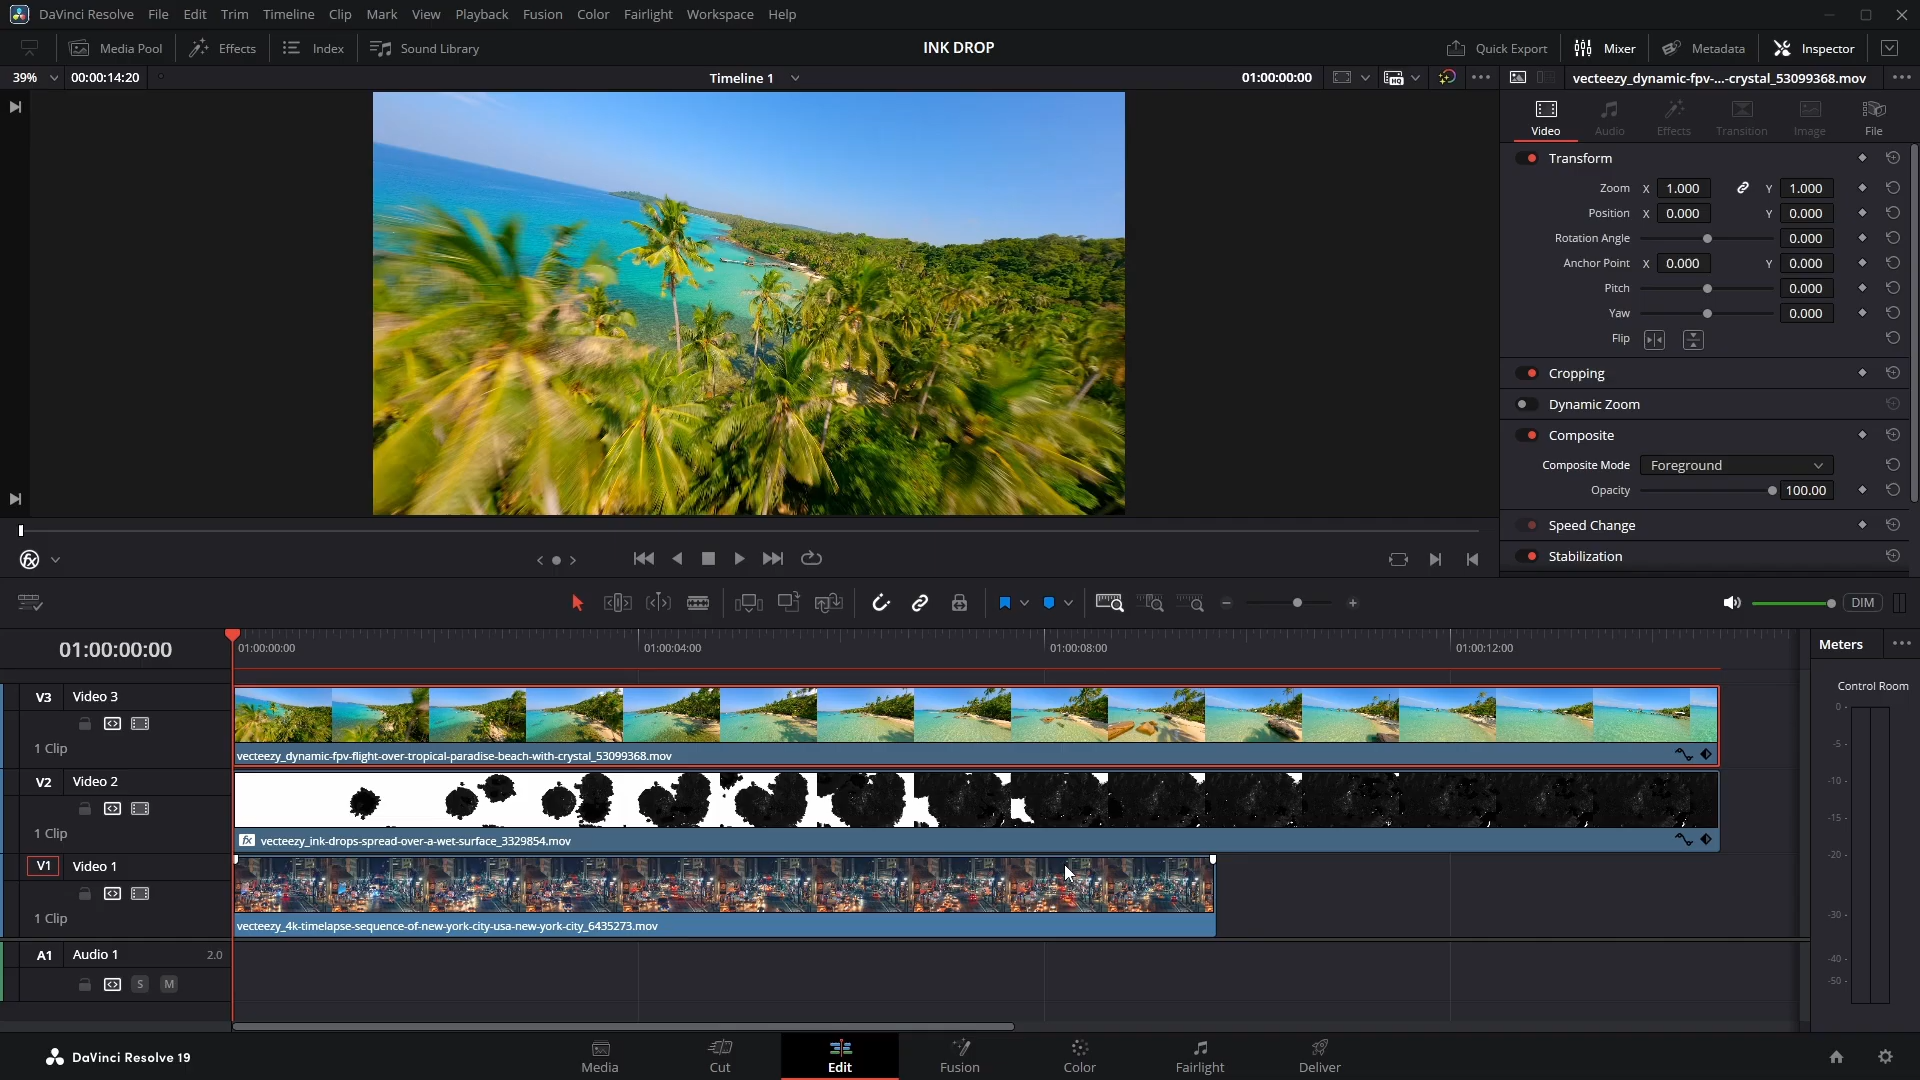 DaVinci Resolve File Edit Trim Timeline Clip Mark View Playback Fusion Color Fairlight Workspace Help
Media Pool Effects Index Sound Library INK DROP Quick Export Mixer Metadata Inspector
39% 00:00:14:20 Timeline 1 01:00:00:00 vecteezy_dynamic-fpv-...-crystal_53099368.mov
Video Audio Effects Transition Image File
Transform
Zoom X 1.000 Y 1.000
Position X 0.000 Y 0.000
Rotation Angle 0.000
Anchor Point X 0.000 Y 0.000
Pitch 0.000
Yaw 0.000
Flip
Cropping
Dynamic Zoom
Composite
Composite Mode Foreground
Opacity 100.00
Speed Change
Stabilization
DIM
01:00:00:00 01:00:00:00 01:00:04:00 01:00:08:00 01:00:12:00 Meters
Control Room
V3 Video 3
1 Clip
vecteezy_dynamic-fpv-flight-over-tropical-paradise-beach-with-crystal_53099368.mov
V2 Video 2
1 Clip
fx vecteezy_ink-drops-spread-over-a-wet-surface_3329854.mov
V1 Video 1
1 Clip
vecteezy_4k-timelapse-sequence-of-new-york-city-usa-new-york-city_6435273.mov
A1 Audio 1 2.0
S M
0
-5
-10
-15
-20
-30
-40
-50
DaVinci Resolve 19 Media Cut Edit Fusion Color Fairlight Deliver